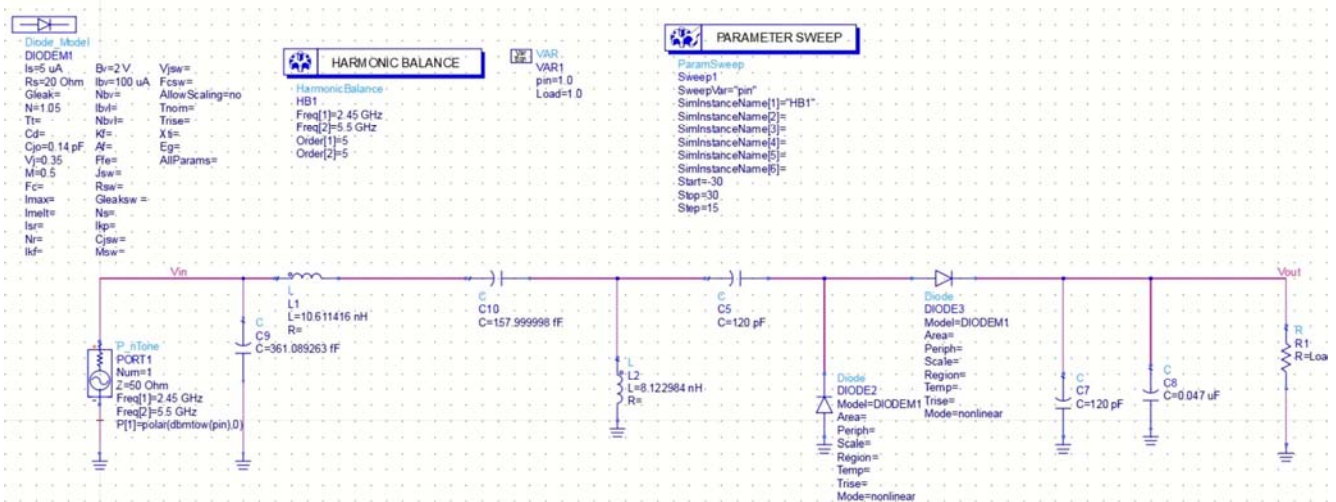 Diode_Model
DIODEM1
Is=5 uA Bv=2 V Vjsw=
Rs=20 Ohm Ibv=100 uA Fcsw=
Gleak= Nbv= AllowScaling=no
N=1.05 Ibvl= Tnom=
Tt= Nbvl= Trise=
Cd= Kf= Xti=
Cjo=0.14 pF Af= Eg=
Vj=0.35 Ffe= AllParams=
M=0.5 Jsw=
Fc= Rsw=
Imax= Gleaksw=
Imelt= Ns=
Isr= Ikp=
Nr= Cjsw=
Ikf= Msw=
HARMONIC BALANCE
HarmonicBalance
HB1
Freq[1]=2.45 GHz
Freq[2]=5.5 GHz
Order[1]=5
Order[2]=5
VAR
VAR1
pin=1.0
Load=1.0
PARAMETER SWEEP
ParamSweep
Sweep1
SweepVar="pin"
SimInstanceName[1]="HB1"
SimInstanceName[2]=
SimInstanceName[3]=
SimInstanceName[4]=
SimInstanceName[5]=
SimInstanceName[6]=
Start=-30
Stop=30
Step=15
Vin
P_nTone
PORT1
Num=1
Z=50 Ohm
Freq[1]=2.45 GHz
Freq[2]=5.5 GHz
P[1]=polar(dbmtow(pin),0)
C
C9
C=361.089263 fF
L
L1
L=10.611416 nH
R=
C
C10
C=157.999998 fF
L
L2
L=8.122984 nH
R=
C
C5
C=120 pF
Diode
DIODE2
Model=DIODEM1
Area=
Periph=
Scale=
Region=
Temp=
Trise=
Mode=nonlinear
Diode
DIODE3
Model=DIODEM1
Area=
Periph=
Scale=
Region=
Temp=
Trise=
Mode=nonlinear
C
C7
C=120 pF
C
C8
C=0.047 uF
Vout
R
R1
R=Loa